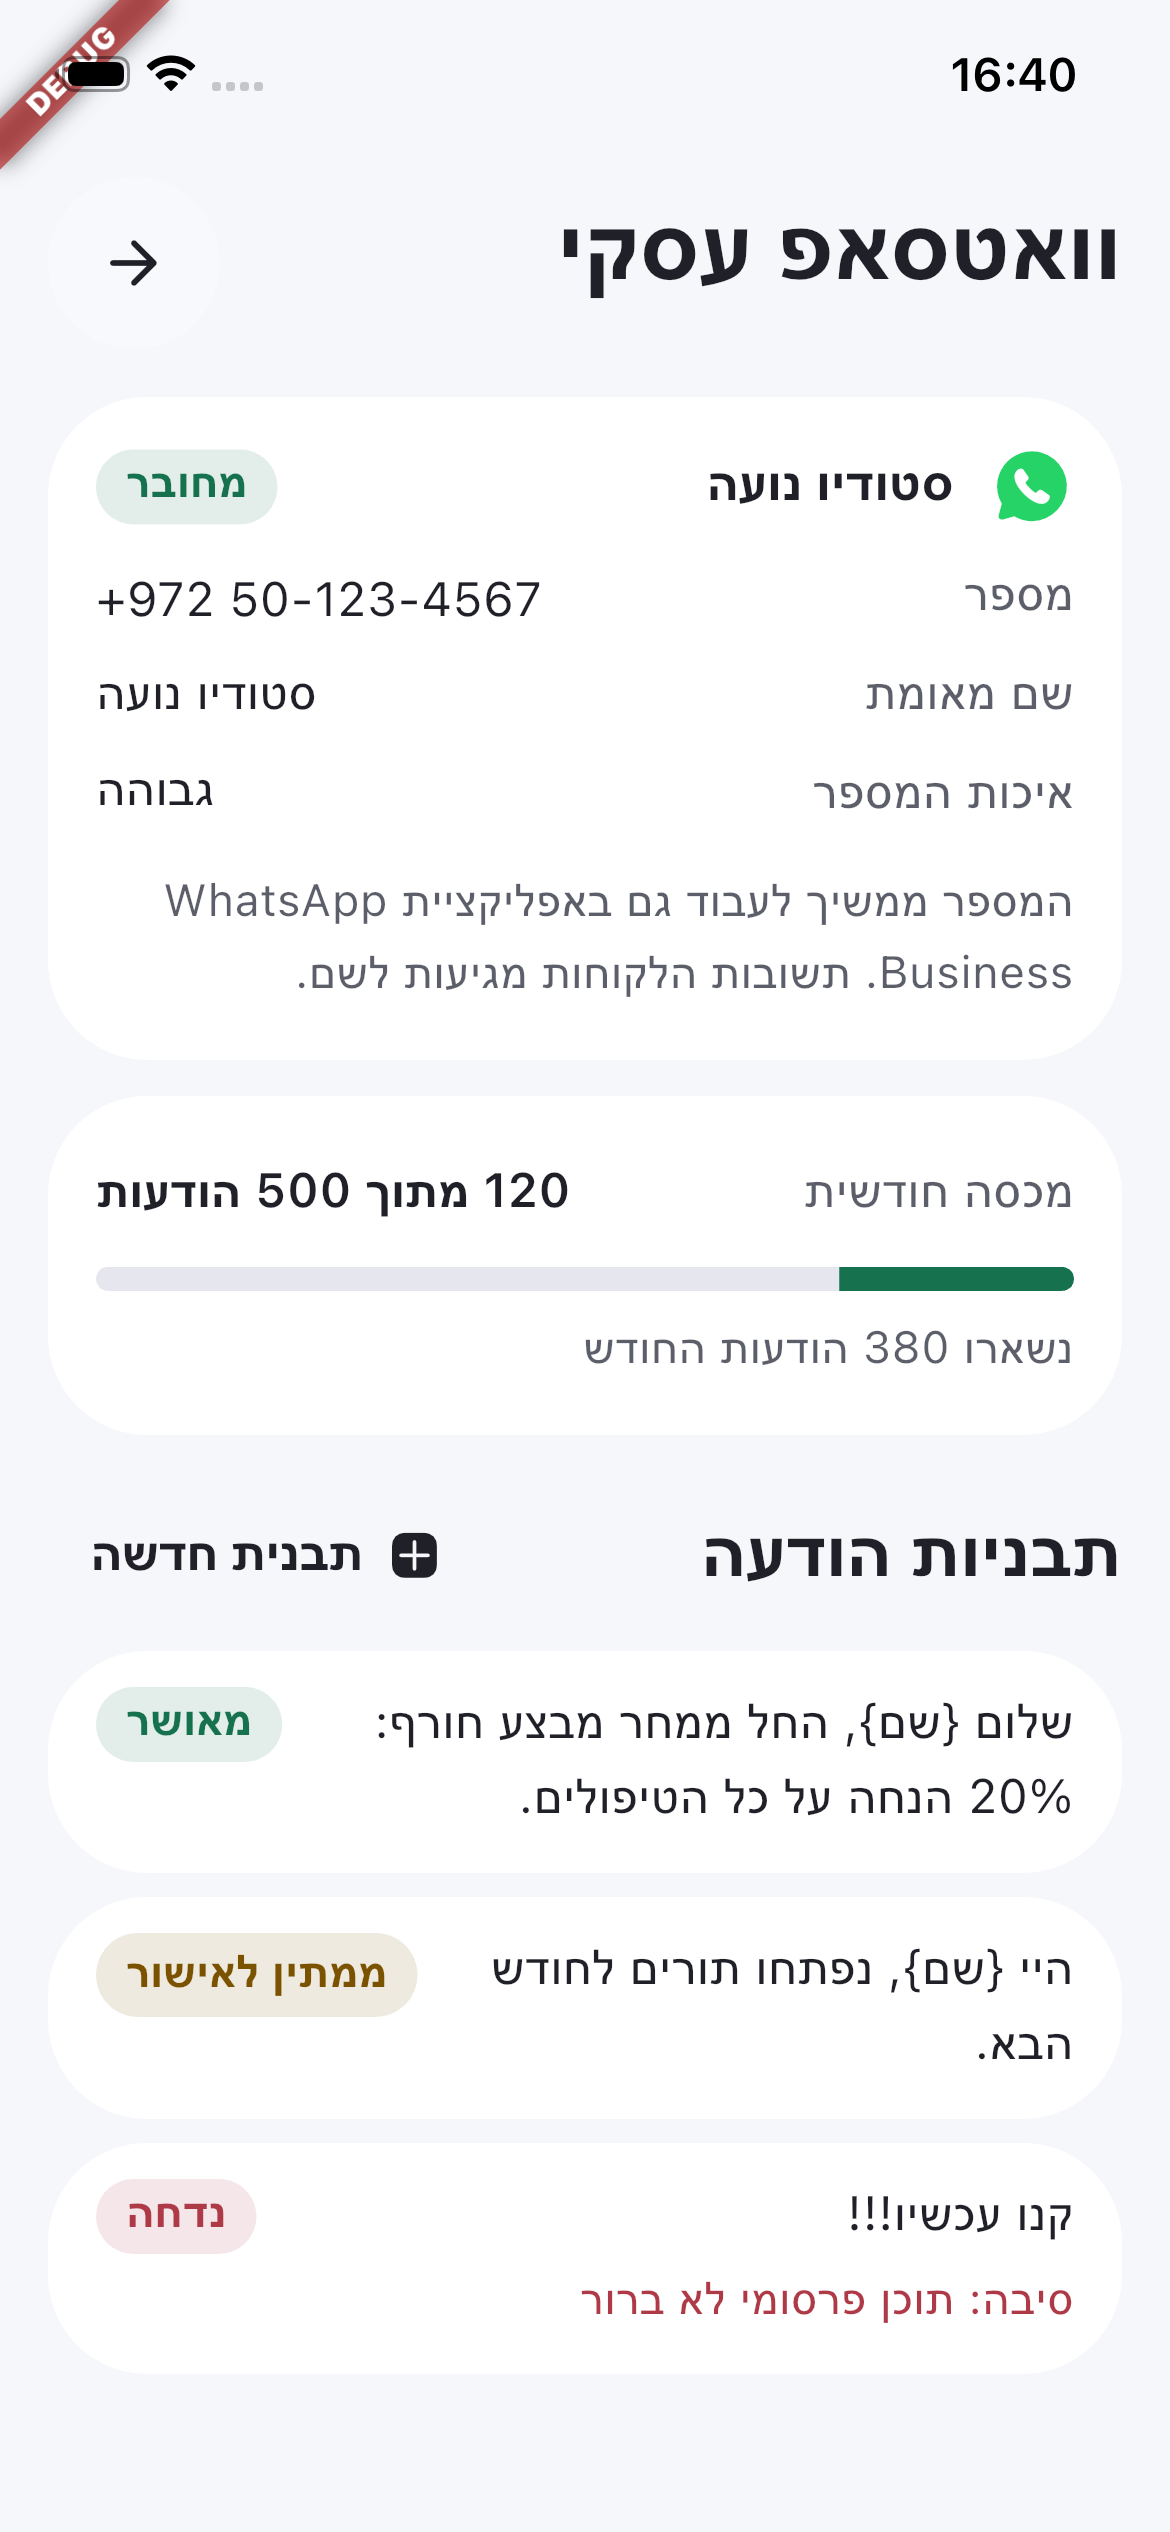 16:40
DEBUG
וואטסאפ עסקי
סטודיו נועה
מחובר
מספר
+972 50-123-4567
שם מאומת
סטודיו נועה
איכות המספר
גבוהה
המספר ממשיך לעבוד גם באפליקציית WhatsApp
Business. תשובות הלקוחות מגיעות לשם.
מכסה חודשית
120 מתוך 500 הודעות
נשארו 380 הודעות החודש
תבניות הודעה
תבנית חדשה
שלום {שם}, החל ממחר מבצע חורף:
20% הנחה על כל הטיפולים.
מאושר
היי {שם}, נפתחו תורים לחודש
הבא.
ממתין לאישור
קנו עכשיו!!!
נדחה
סיבה: תוכן פרסומי לא ברור